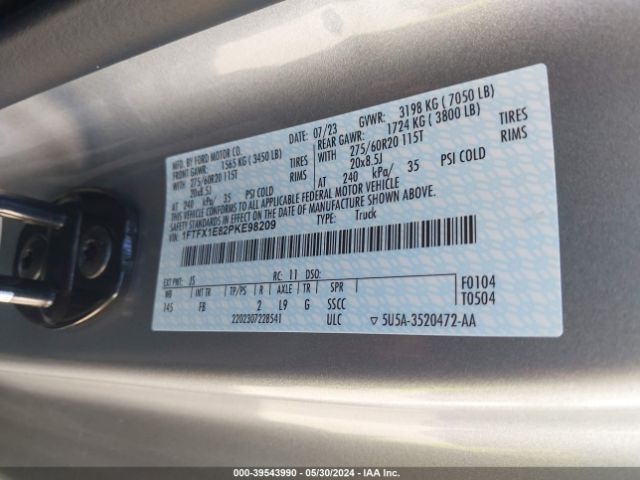 MFD. BY FORD MOTOR CO.
DATE: 07/23 GVWR: 3198 KG ( 7050 LB)
FRONT GAWR: 1565 KG ( 3450 LB)
REAR GAWR: 1724 KG ( 3800 LB)
WITH 275/60R20 115T TIRES
WITH 275/60R20 115T TIRES
20x8.5J RIMS
20x8.5J RIMS
AT 240 kPa/ 35 PSI COLD
AT 240 kPa/ 35 PSI COLD
THIS VEHICLE CONFORMS TO ALL APPLICABLE FEDERAL MOTOR VEHICLE
SAFETY STANDARDS IN EFFECT ON THE DATE OF MANUFACTURE SHOWN ABOVE.
VIN: 1FTFX1E82PKE98209
TYPE: Truck
EXT PNT: JS RC: 11 DSO:
WB INT TR TP/PS R AXLE TR SPR
145 FB 2 L9 G SSCC
F0104
T0504
2202307228541 ULC ▽ 5U5A-3520472-AA
000-39543990 - 05/30/2024 - IAA Inc.